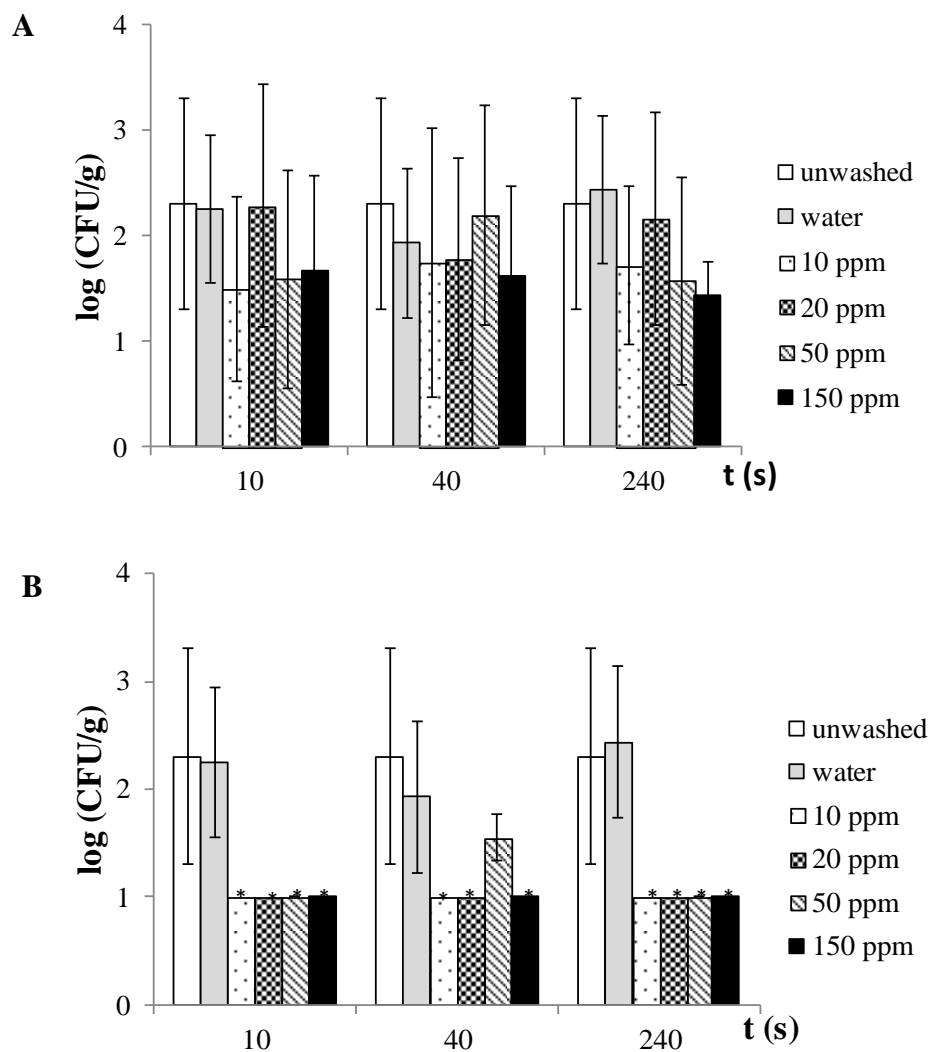 A
4
3
2
1
0
log (CFU/g)
10
40
240
t (s)
unwashed
water
10 ppm
20 ppm
50 ppm
150 ppm
B
4
3
2
1
0
log (CFU/g)
* * * *
* * *
* * * *
10
40
240
t (s)
unwashed
water
10 ppm
20 ppm
50 ppm
150 ppm